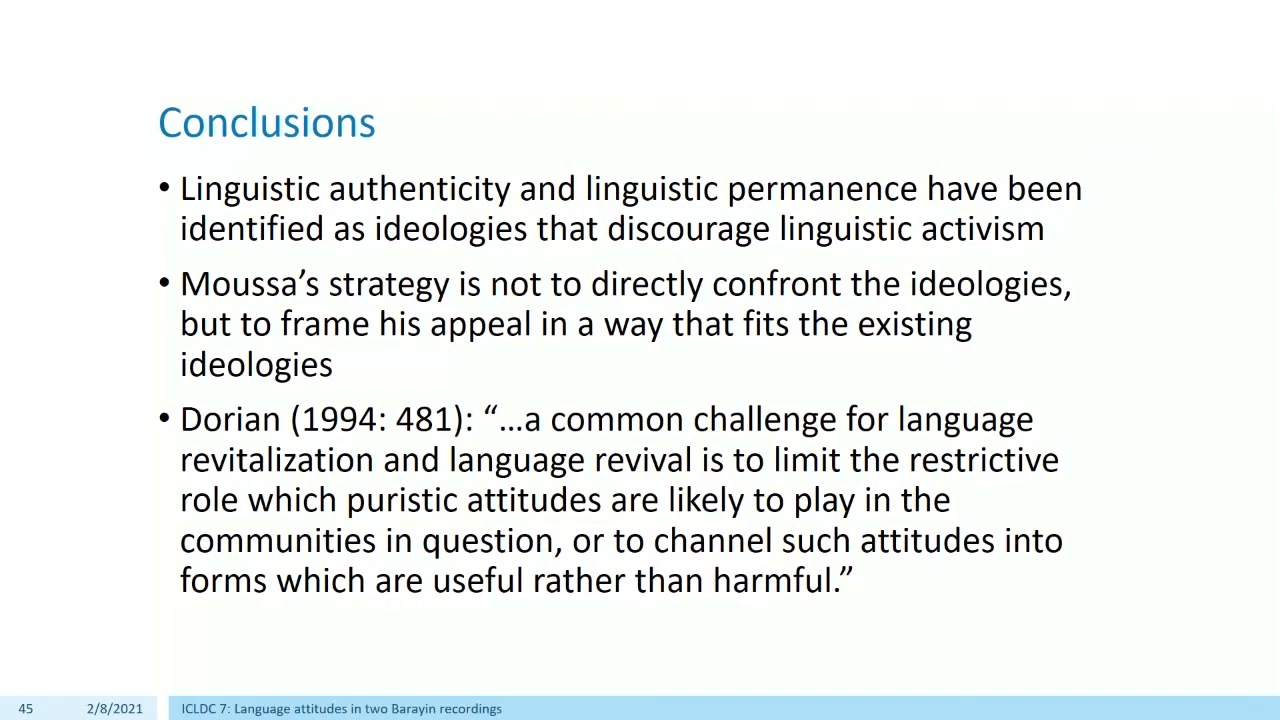 Conclusions
• Linguistic authenticity and linguistic permanence have been
identified as ideologies that discourage linguistic activism
• Moussa’s strategy is not to directly confront the ideologies,
but to frame his appeal in a way that fits the existing
ideologies
• Dorian (1994: 481): “…a common challenge for language
revitalization and language revival is to limit the restrictive
role which puristic attitudes are likely to play in the
communities in question, or to channel such attitudes into
forms which are useful rather than harmful.”
45 2/8/2021 ICLDC 7: Language attitudes in two Barayin recordings